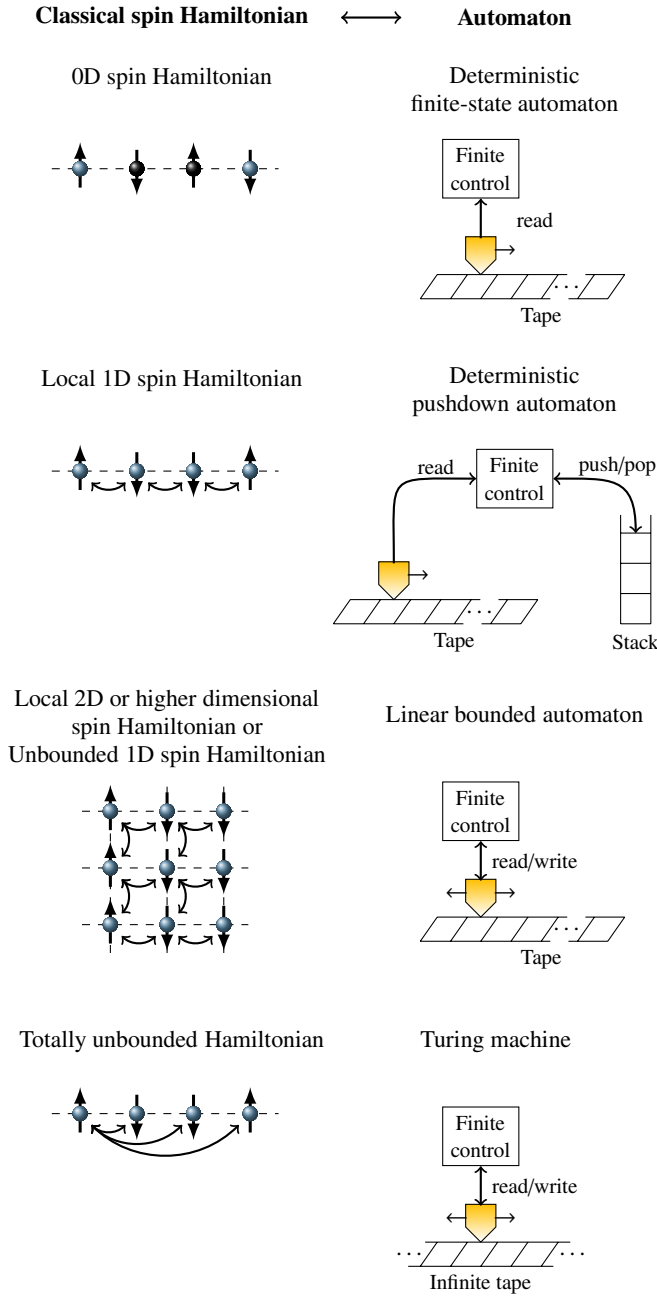 Classical spin Hamiltonian ⟷ Automaton
0D spin Hamiltonian
Deterministic
finite-state automaton
Finite
control
read
· · ·
Tape
Local 1D spin Hamiltonian
Deterministic
pushdown automaton
read
Finite
control
push/pop
· · ·
Tape
Stack
Local 2D or higher dimensional
spin Hamiltonian or
Unbounded 1D spin Hamiltonian
Linear bounded automaton
Finite
control
read/write
· · ·
Tape
Totally unbounded Hamiltonian
Turing machine
Finite
control
read/write
· · · · · ·
Infinite tape